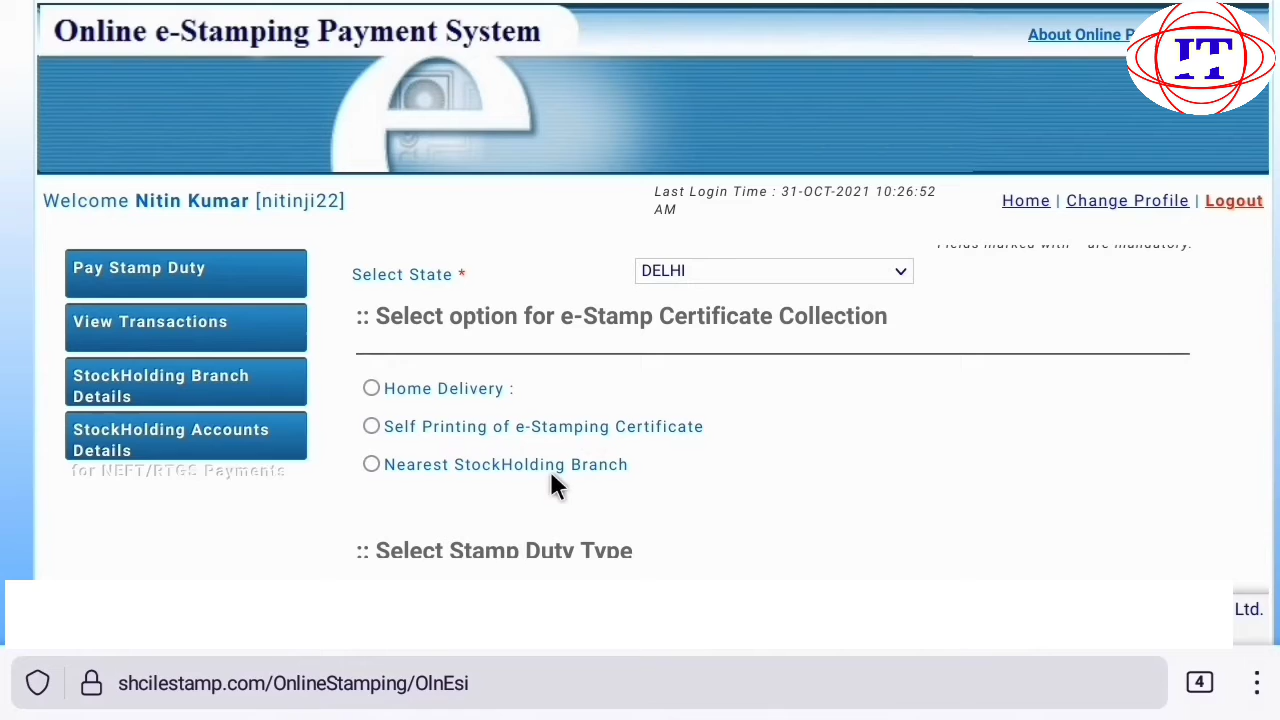 Online e-Stamping Payment System
About Online
IT
Welcome Nitin Kumar [nitinji22]
Last Login Time : 31-OCT-2021 10:26:52
AM
Home | Change Profile | Logout
Fields marked with * are mandatory.
Pay Stamp Duty
View Transactions
StockHolding Branch
Details
StockHolding Accounts
Details
for NEFT/RTGS Payments
Select State *
DELHI
:: Select option for e-Stamp Certificate Collection
Home Delivery :
Self Printing of e-Stamping Certificate
Nearest StockHolding Branch
:: Select Stamp Duty Type
Ltd.
shcilestamp.com/OnlineStamping/OlnEsi
4